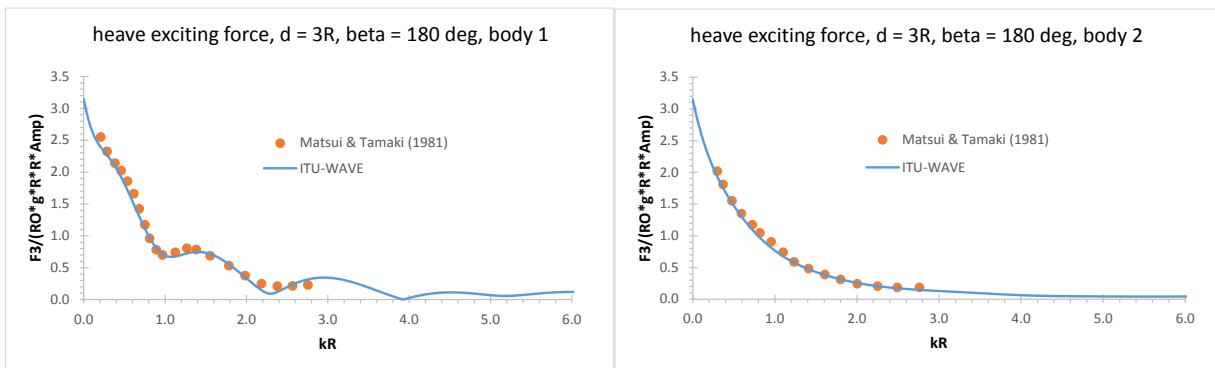 heave exciting force, d = 3R, beta = 180 deg, body 1
3.5
3.0
2.5
2.0
1.5
1.0
0.5
0.0
F3/(RO*g*R*R*Amp)
Matsui & Tamaki (1981)
ITU-WAVE
0.0 1.0 2.0 3.0 4.0 5.0 6.0
kR
heave exciting force, d = 3R, beta = 180 deg, body 2
3.5
3.0
2.5
2.0
1.5
1.0
0.5
0.0
F3/(RO*g*R*R*Amp)
Matsui & Tamaki (1981)
ITU-WAVE
0.0 1.0 2.0 3.0 4.0 5.0 6.0
kR